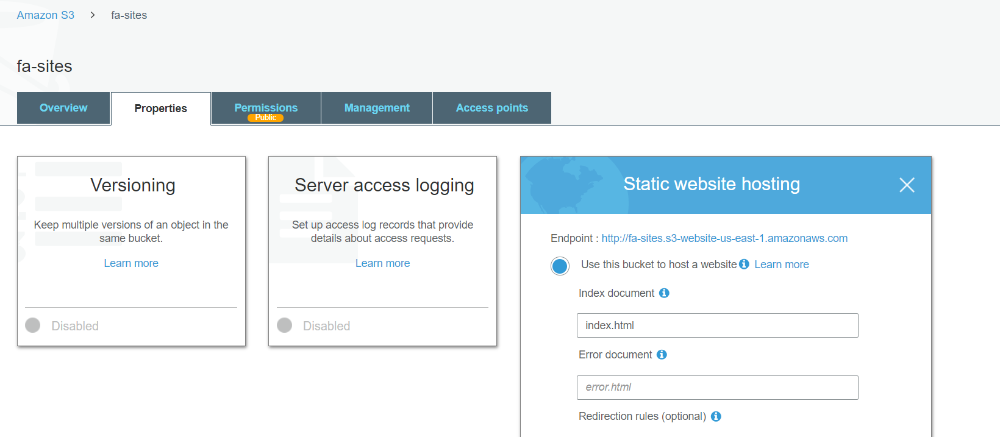 Amazon S3 > fa-sites
fa-sites
Overview
Properties
Permissions
Public
Management
Access points
Versioning
Keep multiple versions of an object in the
same bucket.
Learn more
Disabled
Server access logging
Set up access log records that provide
details about access requests.
Learn more
Disabled
Static website hosting
Endpoint : http://fa-sites.s3-website-us-east-1.amazonaws.com
Use this bucket to host a website Learn more
Index document
index.html
Error document
error.html
Redirection rules (optional)